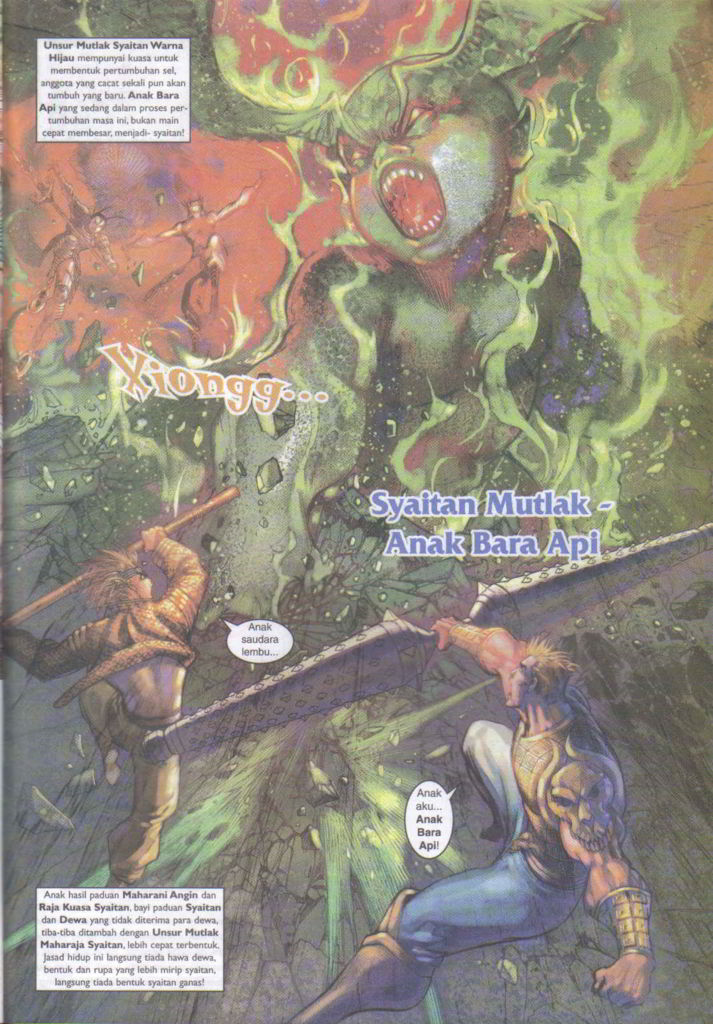 Unsur Mutlak Syaitan Warna
Hijau mempunyai kuasa untuk
membentuk pertumbuhan sel,
anggota yang cacat sekali pun akan
tumbuh yang baru. Anak Bara
Api yang sedang dalam proses per-
tumbuhan masa ini, bukan main
cepat membesar, menjadi- syaitan!
Xiongg...
Syaitan Mutlak -
Anak Bara Api
Anak
saudara
lembu...
Anak
aku...
Anak
Bara
Api!
Anak hasil paduan Maharani Angin dan
Raja Kuasa Syaitan, bayi paduan Syaitan
dan Dewa yang tidak diterima para dewa,
tiba-tiba ditambah dengan Unsur Mutlak
Maharaja Syaitan, lebih cepat terbentuk.
Jasad hidup ini langsung tiada hawa dewa,
bentuk dan rupa yang lebih mirip syaitan,
langsung tiada bentuk syaitan ganas!